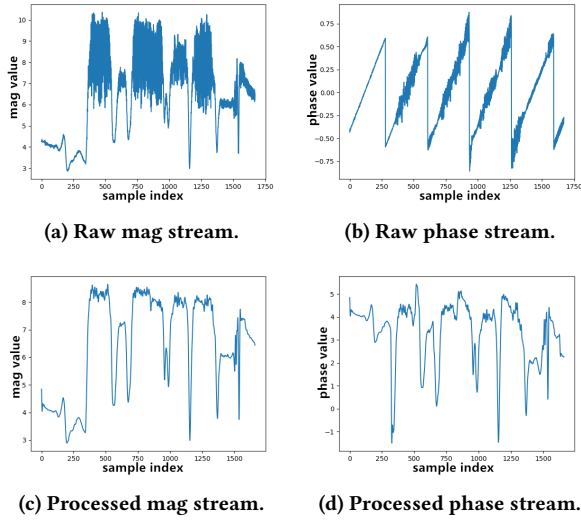 mag value
10
9
8
7
6
5
4
3
0 250 500 750 1000 1250 1500 1750
sample index
(a) Raw mag stream.
phase value
0.75
0.50
0.25
0.00
−0.25
−0.50
−0.75
0 250 500 750 1000 1250 1500 1750
sample index
(b) Raw phase stream.
mag value
8
7
6
5
4
3
0 250 500 750 1000 1250 1500
sample index
(c) Processed mag stream.
phase value
5
4
3
2
1
0
−1
0 250 500 750 1000 1250 1500
sample index
(d) Processed phase stream.